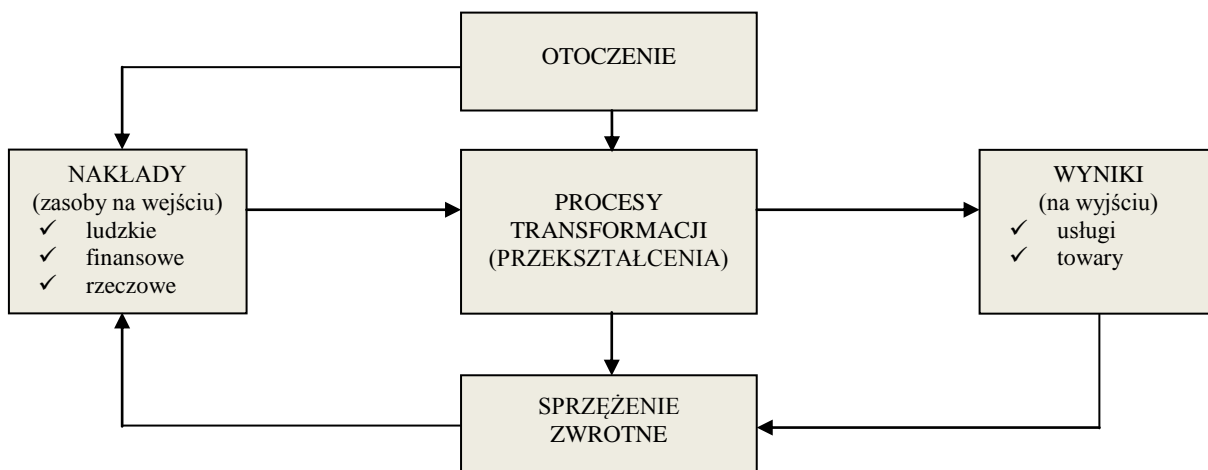 OTOCZENIE
NAKŁADY
(zasoby na wejściu)
✓ ludzkie
✓ finansowe
✓ rzeczowe
PROCESY
TRANSFORMACJI
(PRZEKSZTAŁCENIA)
WYNIKI
(na wyjściu)
✓ usługi
✓ towary
SPRZĘŻENIE
ZWROTNE